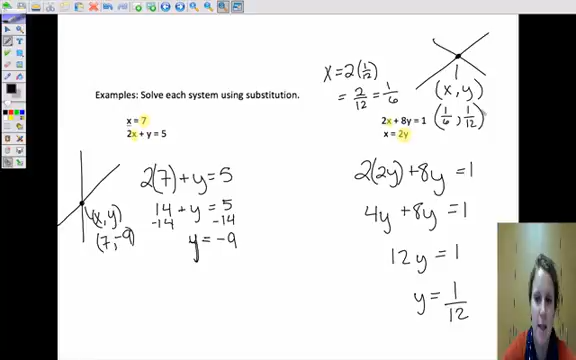 Examples: Solve each system using substitution.
x = 7
2x + y = 5
2(7) + y = 5
14 + y = 5
-14 -14
y = -9
(x, y)
(7, -9)
x = 2(1/12)
= 2/12 = 1/6
(x, y)
(1/6, 1/12)
2x + 8y = 1
x = 2y
2(2y) + 8y = 1
4y + 8y = 1
12y = 1
y = 1/12